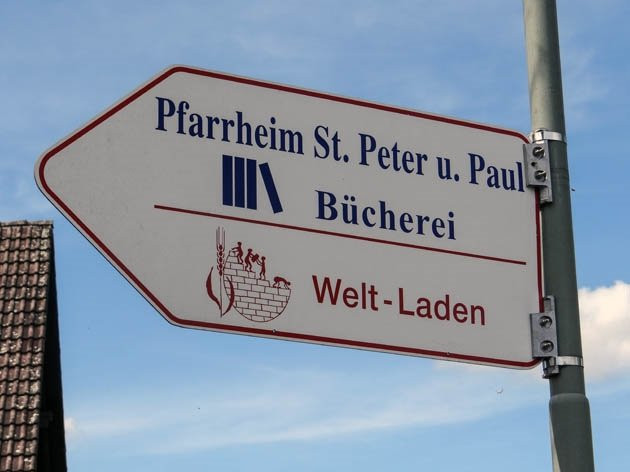 Pfarrheim St. Peter u. Paul
Bücherei
Welt-Laden